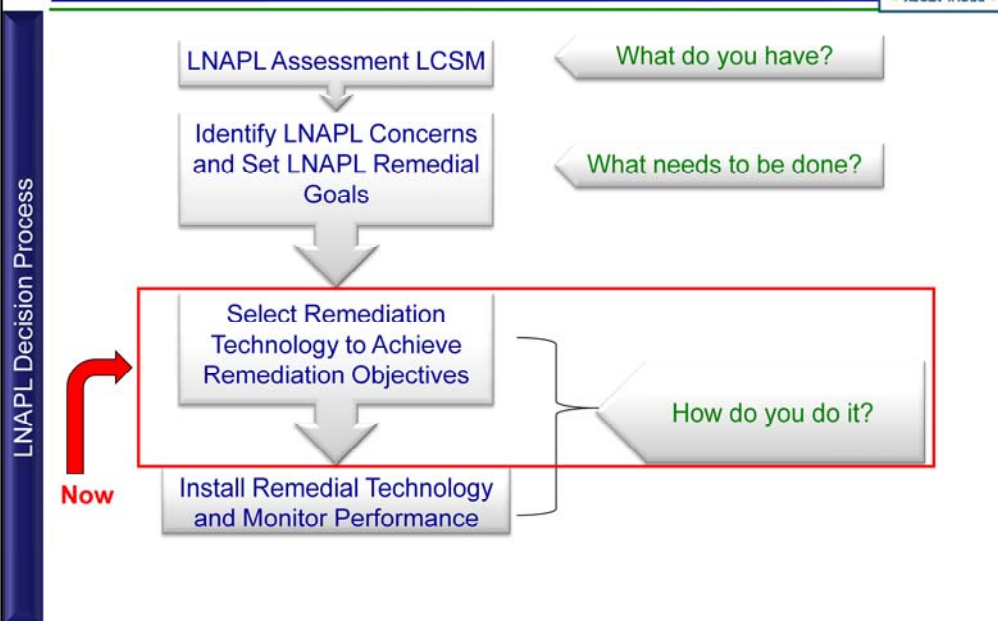 LNAPL Decision Process
LNAPL Assessment LCSM
What do you have?
Identify LNAPL Concerns
and Set LNAPL Remedial
Goals
What needs to be done?
Select Remediation
Technology to Achieve
Remediation Objectives
How do you do it?
Now
Install Remedial Technology
and Monitor Performance